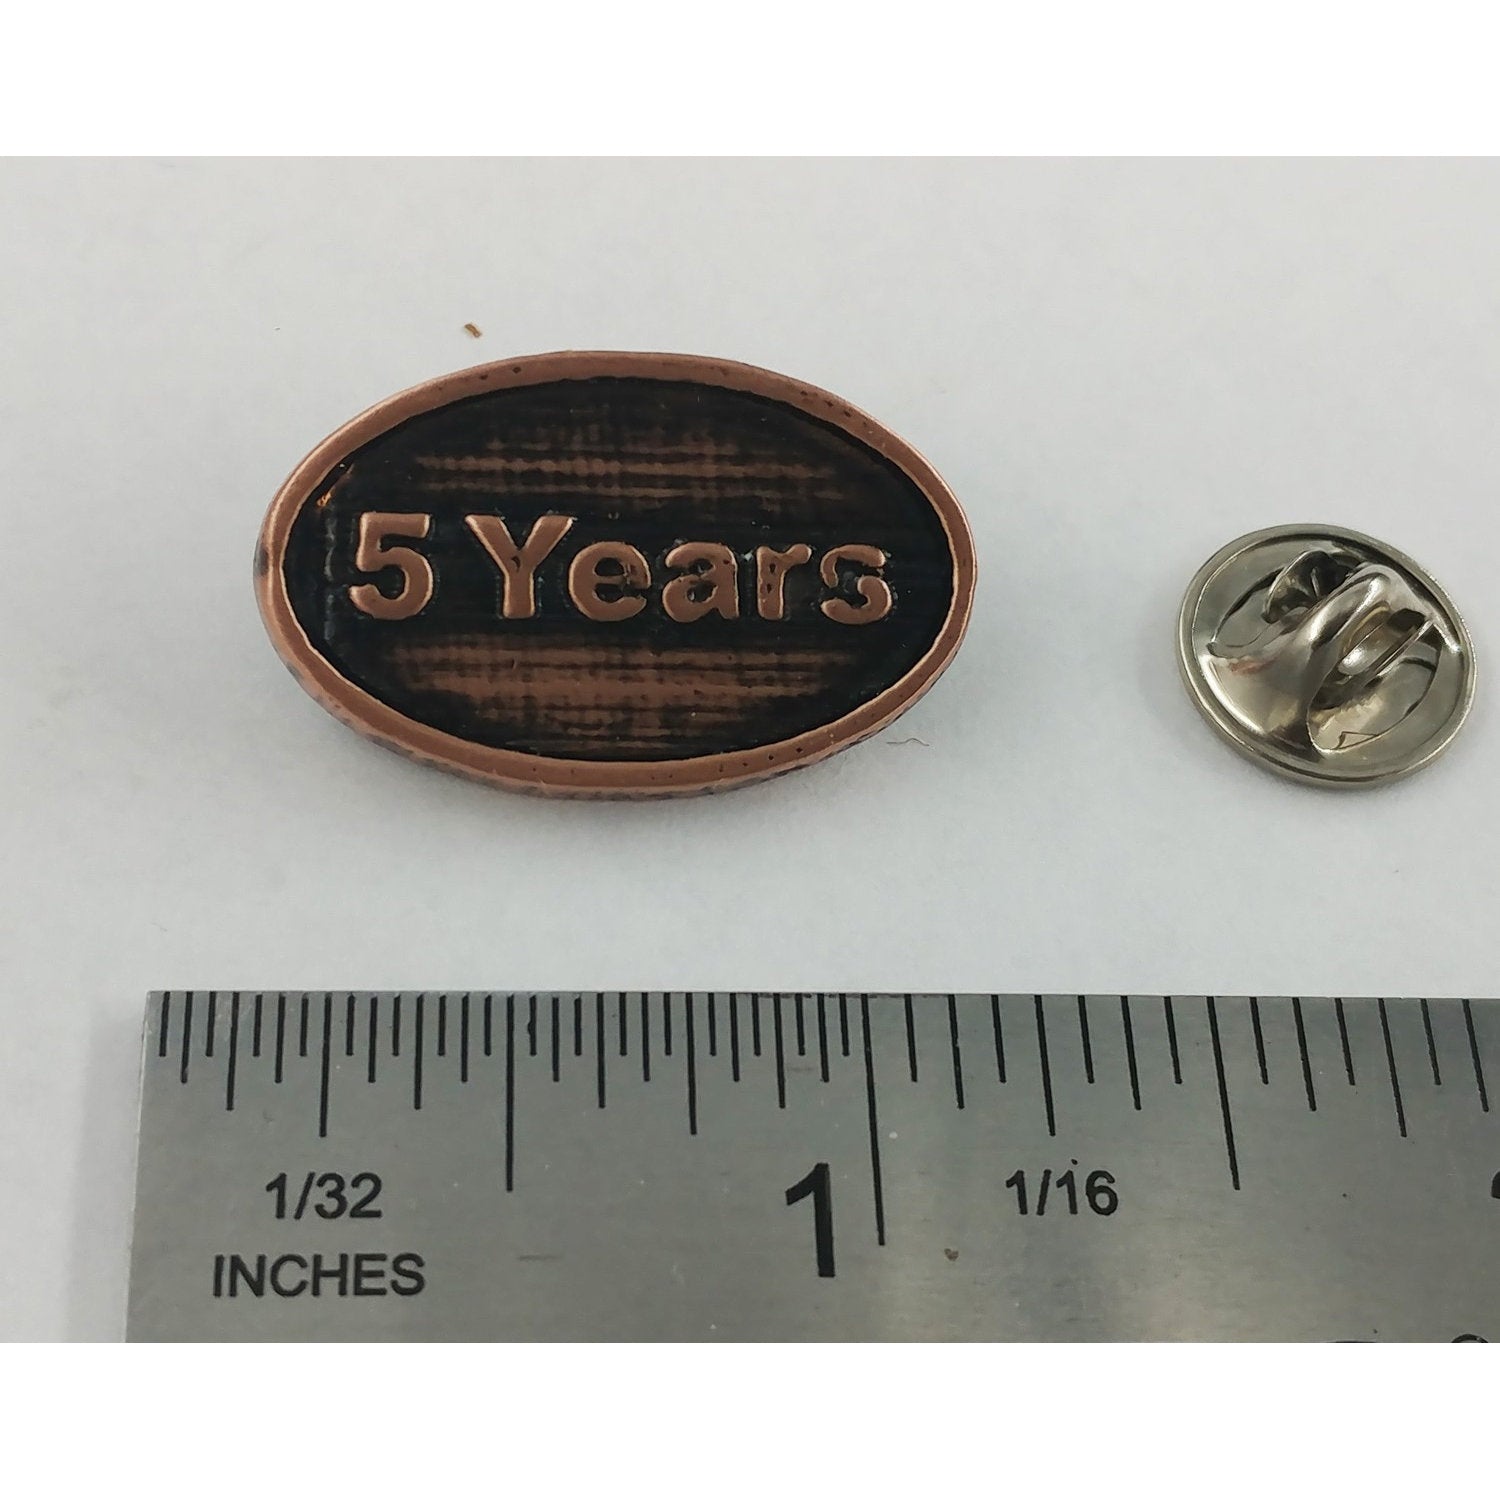 5 Years
1 1/16
1/32
INCHES